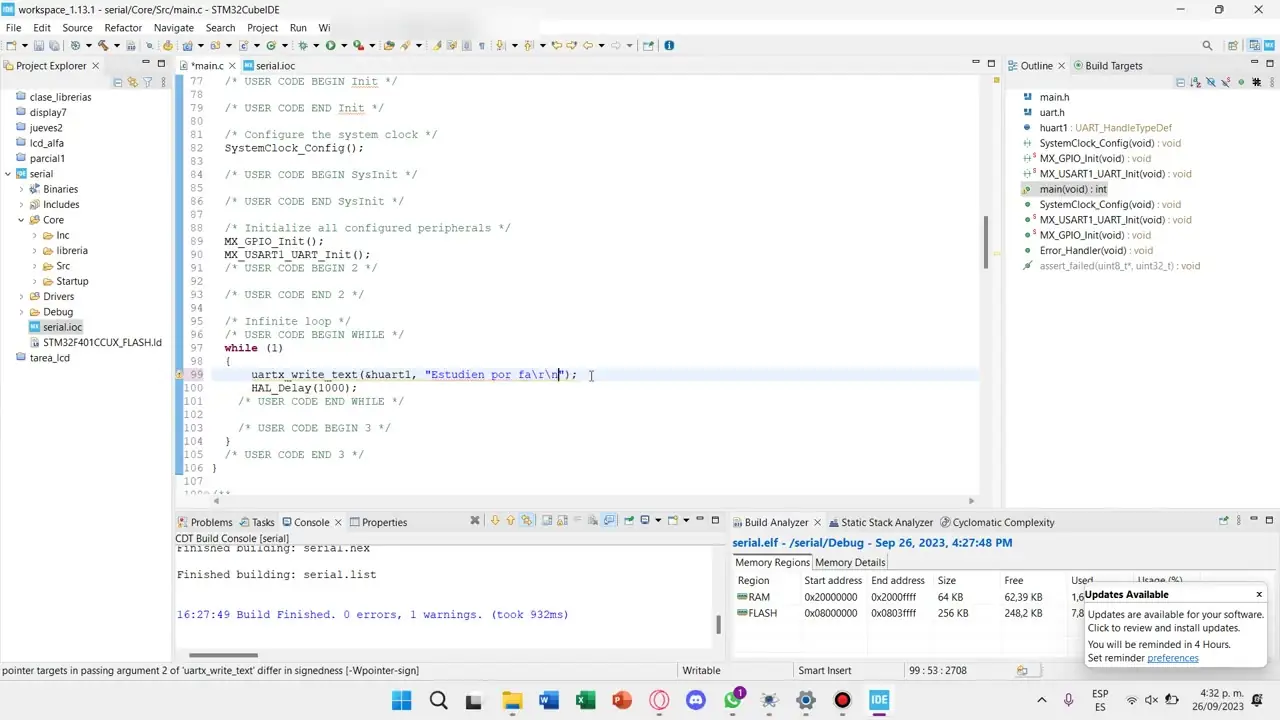 workspace_1.13.1 - serial/Core/Src/main.c - STM32CubeIDE
File Edit Source Refactor Navigate Search Project Run Wi
Project Explorer
clase_librerias
display7
jueves2
lcd_alfa
parcial1
serial
Binaries
Includes
Core
Inc
libreria
Src
Startup
Drivers
Debug
serial.ioc
STM32F401CCUX_FLASH.ld
tarea_lcd
*main.c
serial.ioc
77 /* USER CODE BEGIN Init */
78
79 /* USER CODE END Init */
80
81 /* Configure the system clock */
82 SystemClock_Config();
83
84 /* USER CODE BEGIN SysInit */
85
86 /* USER CODE END SysInit */
87
88 /* Initialize all configured peripherals */
89 MX_GPIO_Init();
90 MX_USART1_UART_Init();
91 /* USER CODE BEGIN 2 */
92
93 /* USER CODE END 2 */
94
95 /* Infinite loop */
96 /* USER CODE BEGIN WHILE */
97 while (1)
98 {
99 uartx_write_text(&huart1, "Estudien por fa\r\n");
100 HAL_Delay(1000);
101 /* USER CODE END WHILE */
102
103 /* USER CODE BEGIN 3 */
104 }
105 /* USER CODE END 3 */
106 }
107
108 /**
Outline
Build Targets
main.h
uart.h
huart1 : UART_HandleTypeDef
SystemClock_Config(void) : void
MX_GPIO_Init(void) : void
MX_USART1_UART_Init(void) : void
main(void) : int
SystemClock_Config(void) : void
MX_USART1_UART_Init(void) : void
MX_GPIO_Init(void) : void
Error_Handler(void) : void
assert_failed(uint8_t*, uint32_t) : void
Problems Tasks Console Properties
CDT Build Console [serial]
Finished building: serial.hex
Finished building: serial.list
16:27:49 Build Finished. 0 errors, 1 warnings. (took 932ms)
Build Analyzer Static Stack Analyzer Cyclomatic Complexity
serial.elf - /serial/Debug - Sep 26, 2023, 4:27:48 PM
Memory Regions Memory Details
Region Start address End address Size Free Used Usage (%)
RAM 0x20000000 0x2000ffff 64 KB 62,39 KB 1,6
FLASH 0x08000000 0x0803ffff 256 KB 248,2 KB 7,8
Updates Available
Updates are available for your software.
Click to review and install updates.
You will be reminded in 4 Hours.
Set reminder preferences
pointer targets in passing argument 2 of 'uartx_write_text' differ in signedness [-Wpointer-sign]
Writable
Smart Insert
99 : 53 : 2708
1
IDE
ESP
ES
4:32 p. m.
26/09/2023